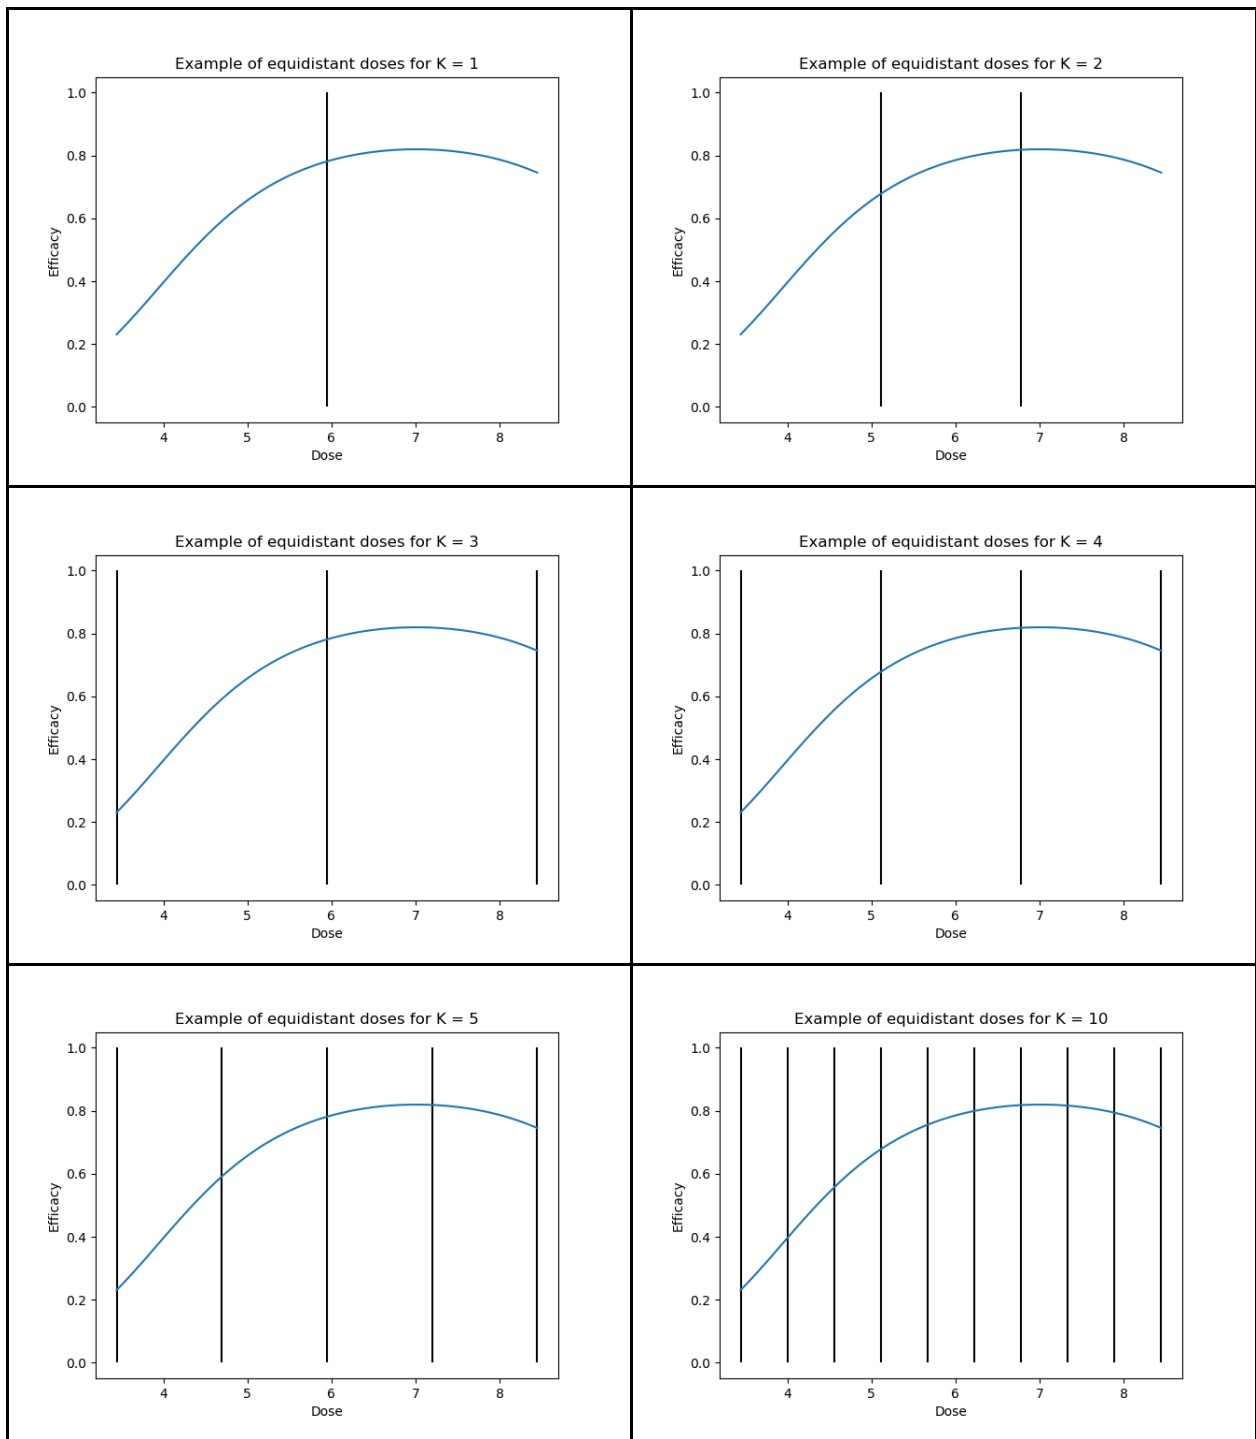 Example of equidistant doses for K = 1
1.0
0.8
0.6
0.4
0.2
0.0
Efficacy
4 5 6 7 8
Dose
Example of equidistant doses for K = 2
1.0
0.8
0.6
0.4
0.2
0.0
Efficacy
4 5 6 7 8
Dose
Example of equidistant doses for K = 3
1.0
0.8
0.6
0.4
0.2
0.0
Efficacy
4 5 6 7 8
Dose
Example of equidistant doses for K = 4
1.0
0.8
0.6
0.4
0.2
0.0
Efficacy
4 5 6 7 8
Dose
Example of equidistant doses for K = 5
1.0
0.8
0.6
0.4
0.2
0.0
Efficacy
4 5 6 7 8
Dose
Example of equidistant doses for K = 10
1.0
0.8
0.6
0.4
0.2
0.0
Efficacy
4 5 6 7 8
Dose